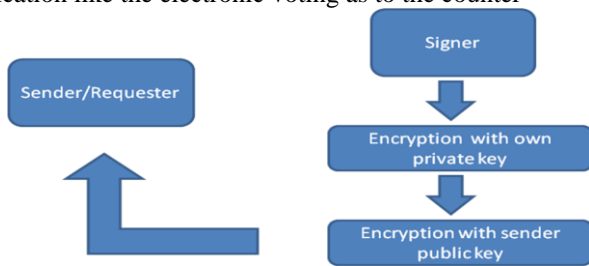 cation like the electronic voting as to the counter
Signer
Sender/Requester
Encryption with own
private key
Encryption with sender
public key